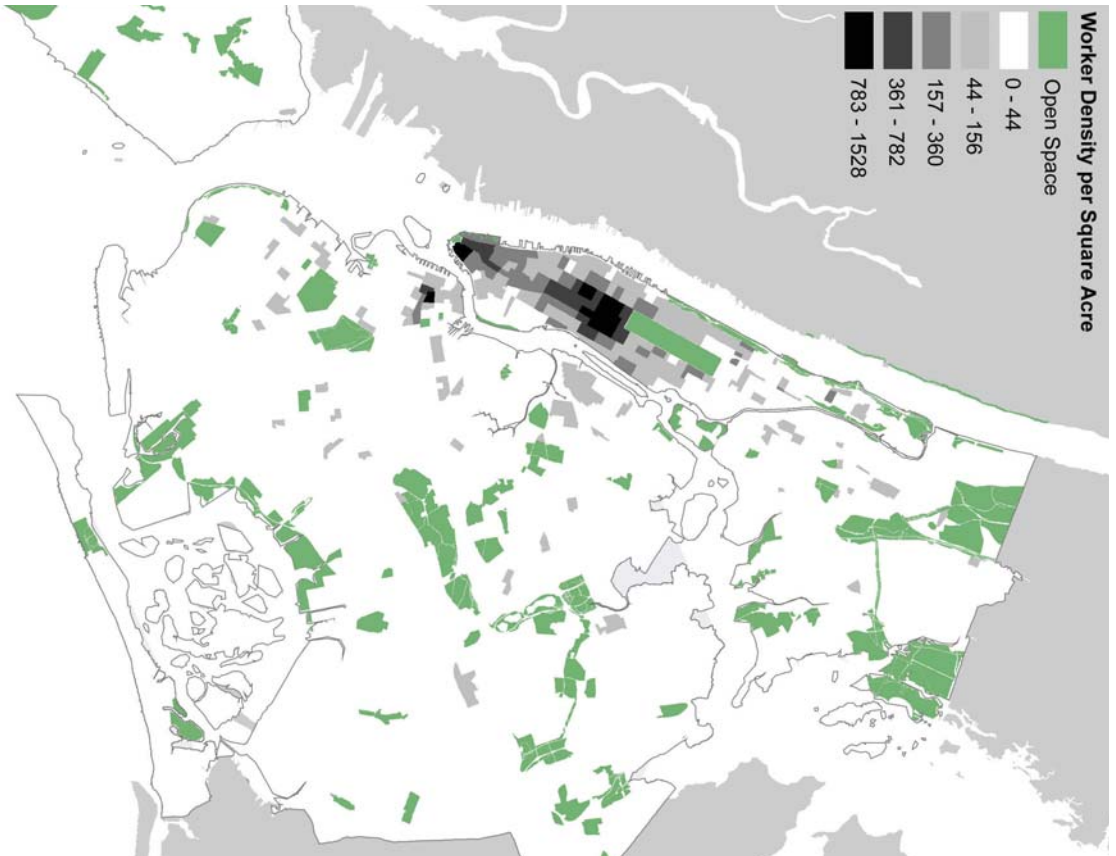 Worker Density per Square Acre
Open Space
0 - 44
44 - 156
157 - 360
361 - 782
783 - 1528